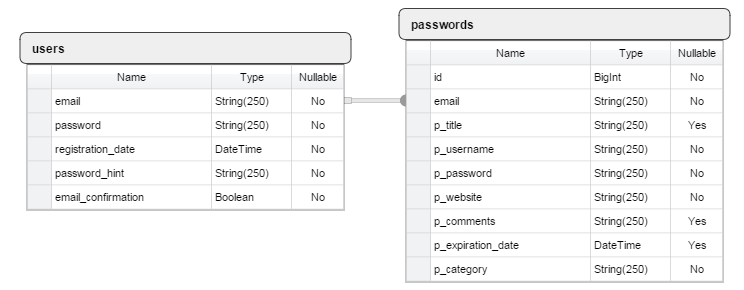 users
Name Type Nullable
email String(250) No
password String(250) No
registration_date DateTime No
password_hint String(250) No
email_confirmation Boolean No
passwords
Name Type Nullable
id BigInt No
email String(250) No
p_title String(250) Yes
p_username String(250) No
p_password String(250) No
p_website String(250) No
p_comments String(250) Yes
p_expiration_date DateTime Yes
p_category String(250) No